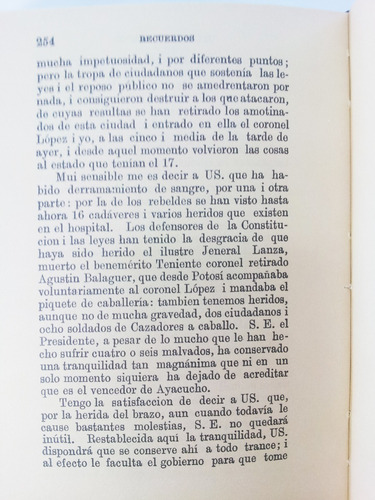 254 RECUERDOS
mucha impetuosidad, i por diferentes puntos;
pero la tropa de ciudadanos que sostenia las le-
yes i el reposo público no se amedrentaron por
nada, i consiguieron destruir a los que atacaron,
de cuyas resultas se han retirado los amotina-
dos de esta ciudad i entrado en ella el coronel
López i yo, a las cinco i media de la tarde de
ayer, i desde aquel momento volvieron las cosas
al estado que tenian el 17.
Mui sensible me es decir a US. que ha ha-
bido derramamiento de sangre, por una i otra
parte: por la de los rebeldes se han visto hasta
ahora 16 cadáveres i varios heridos que existen
en el hospital. Los defensores de la Constitu-
cion i las leyes han tenido la desgracia de que
haya sido herido el ilustre Jeneral Lanza,
muerto el benemérito Teniente coronel retirado
Agustin Balaguer, que desde Potosí acompañaba
voluntariamente al coronel López i mandaba el
piquete de caballería: tambien tenemos heridos,
aunque no de mucha gravedad, dos ciudadanos i
ocho soldados de Cazadores a caballo. S. E. el
Presidente, a pesar de lo mucho que le han he-
cho sufrir cuatro o seis malvados, ha conservado
una tranquilidad tan magnánima que ni en un
solo momento siquiera ha dejado de acreditar
que es el vencedor de Ayacucho.
Tengo la satisfaccion de decir a US. que,
por la herida del brazo, aun cuando todavía le
cause bastantes molestias, S. E. no quedará
inútil. Restablecida aquí la tranquilidad, US.
dispondrá que se conserve ahí a todo trance; i
al efecto le faculta el gobierno para que tome